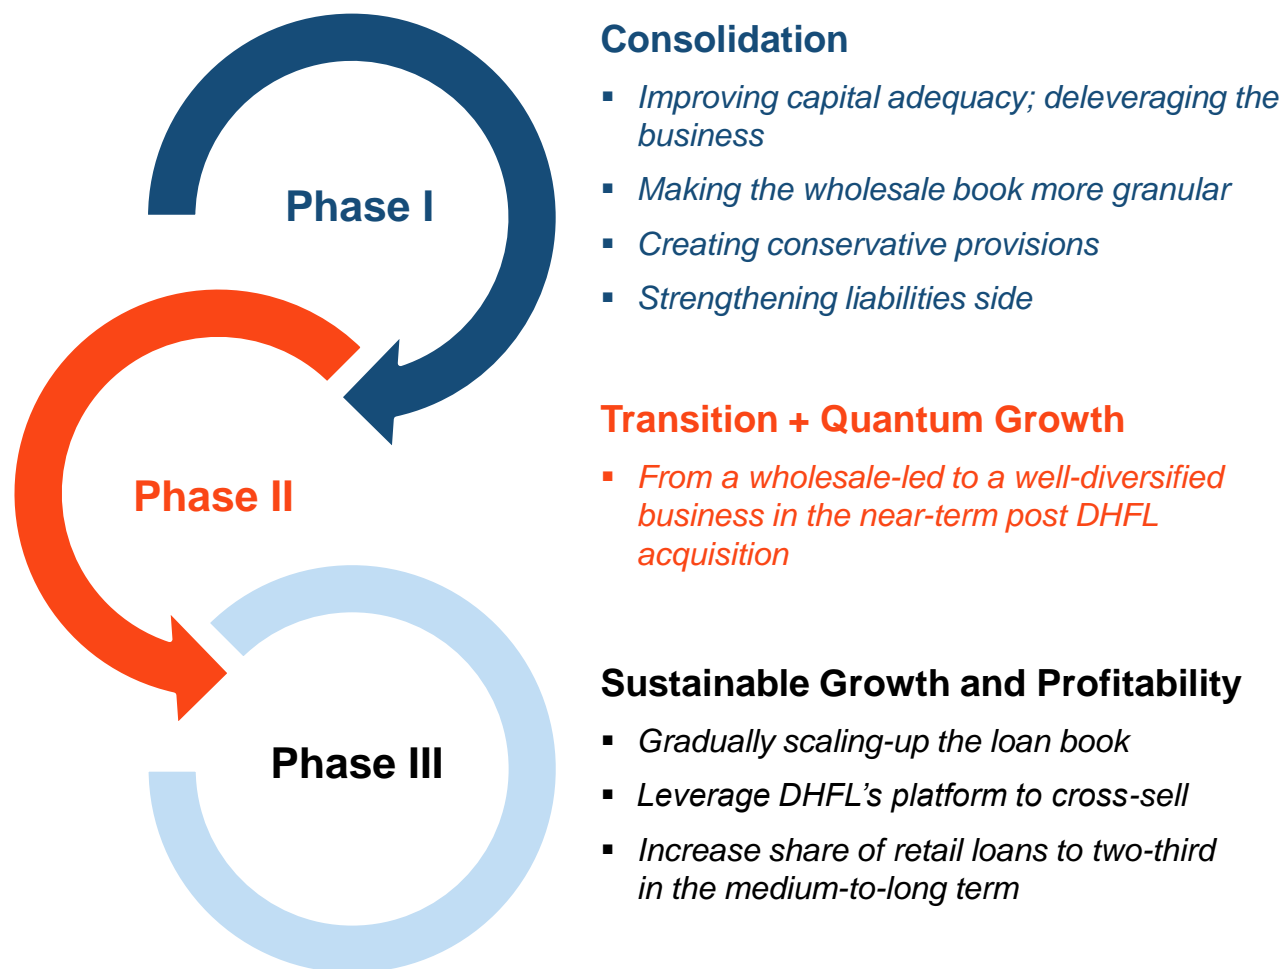 Consolidation
▪ Improving capital adequacy; deleveraging the
business
▪ Making the wholesale book more granular
▪ Creating conservative provisions
▪ Strengthening liabilities side
Phase I
Transition + Quantum Growth
▪ From a wholesale-led to a well-diversified
business in the near-term post DHFL
acquisition
Phase II
Sustainable Growth and Profitability
▪ Gradually scaling-up the loan book
▪ Leverage DHFL’s platform to cross-sell
▪ Increase share of retail loans to two-third
in the medium-to-long term
Phase III